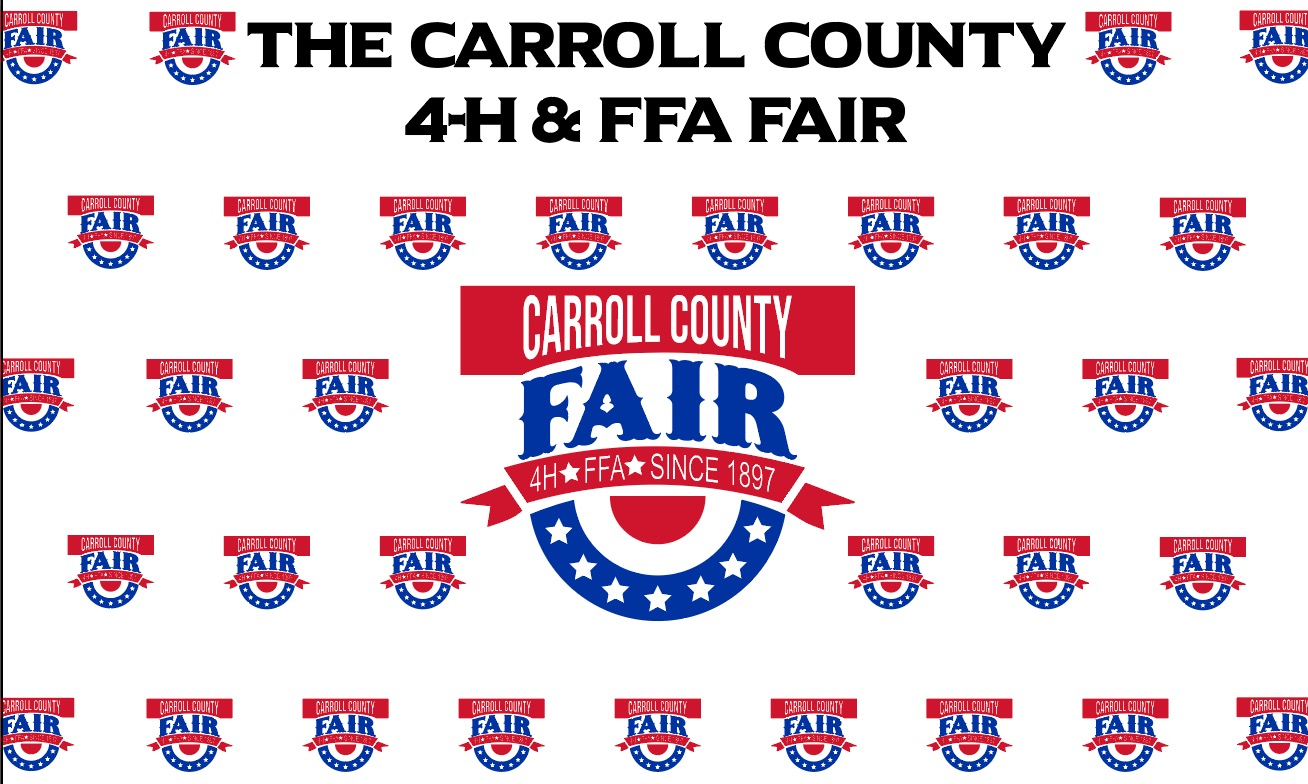 THE CARROLL COUNTY
4-H & FFA FAIR
CARROLL COUNTY
FAIR
4H★FFA★SINCE 1897